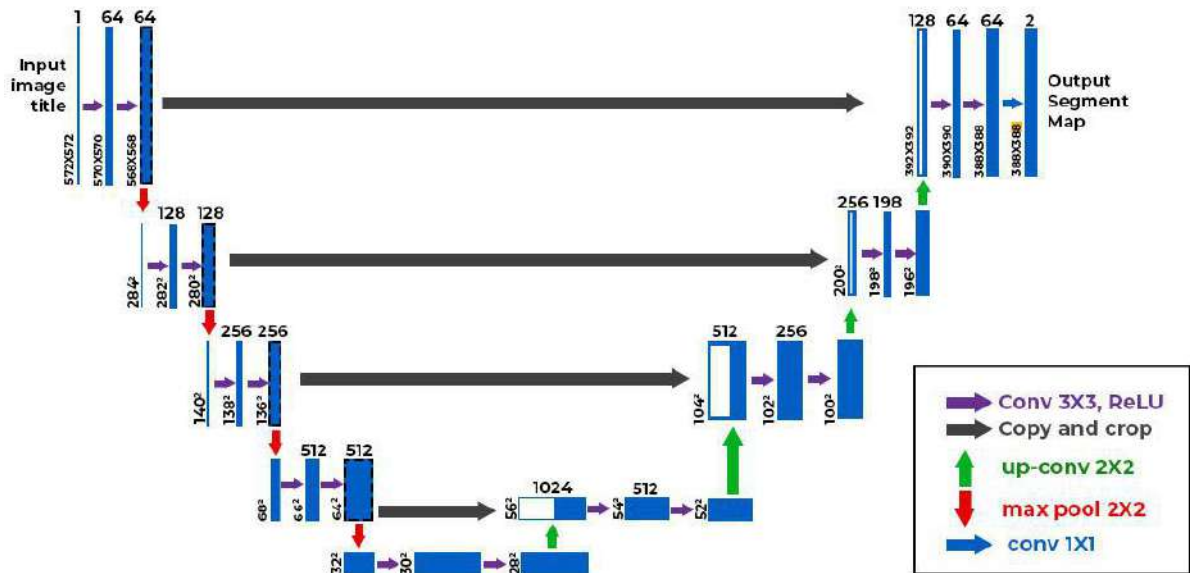 1 64 64
Input
image
title
572X572
570X570
568X568
128 64 64 2
392X392
390X390
388X388
388X388
Output
Segment
Map
128 128
284²
282²
280²
256 198
200²
198²
196²
256 256
140²
138²
136²
512 256
104²
102²
100²
512 512
68²
66²
64²
1024 512
56²
54²
52²
32²
30²
28²
Conv 3X3, ReLU
Copy and crop
up-conv 2X2
max pool 2X2
conv 1X1